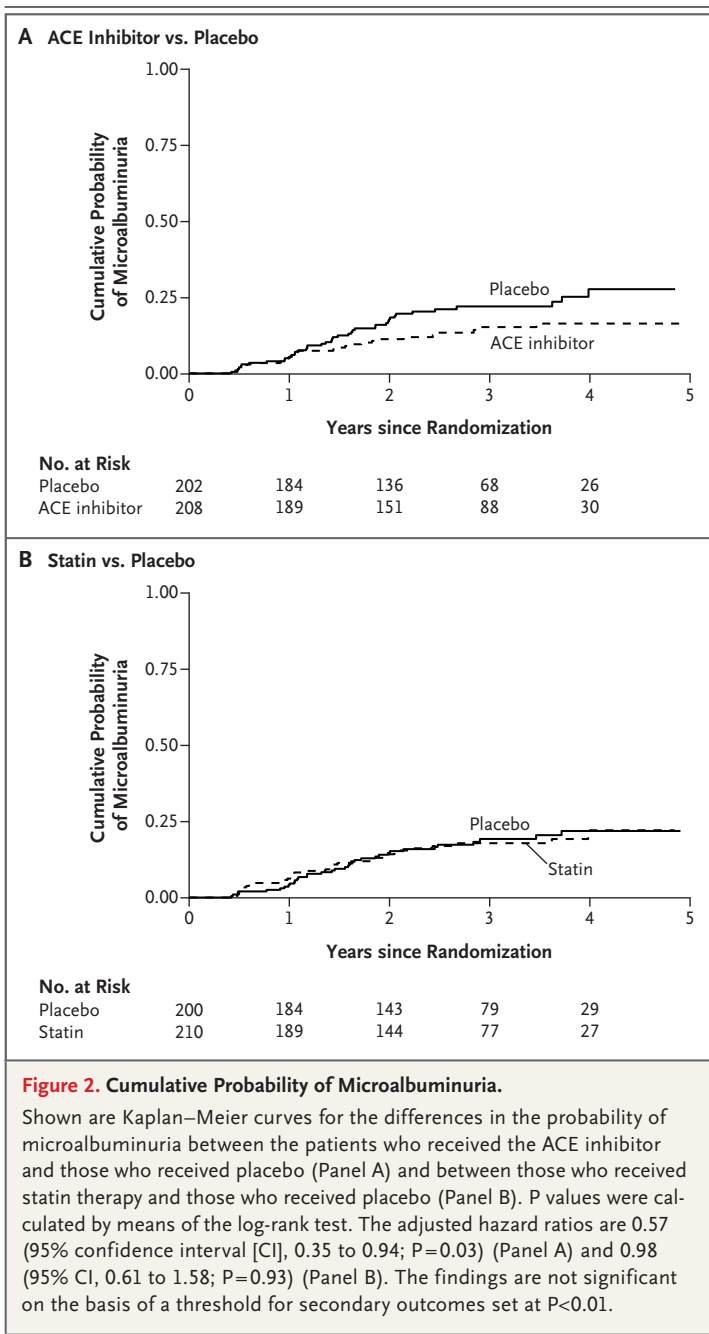 A ACE Inhibitor vs. Placebo
1.00
0.75
0.50
0.25
0.00
Cumulative Probability
of Microalbuminuria
Placebo
ACE inhibitor
0 1 2 3 4 5
Years since Randomization
No. at Risk
Placebo 202 184 136 68 26
ACE inhibitor 208 189 151 88 30
B Statin vs. Placebo
1.00
0.75
0.50
0.25
0.00
Cumulative Probability
of Microalbuminuria
Placebo
Statin
0 1 2 3 4 5
Years since Randomization
No. at Risk
Placebo 200 184 143 79 29
Statin 210 189 144 77 27
Figure 2. Cumulative Probability of Microalbuminuria.
Shown are Kaplan–Meier curves for the differences in the probability of
microalbuminuria between the patients who received the ACE inhibitor
and those who received placebo (Panel A) and between those who received
statin therapy and those who received placebo (Panel B). P values were cal-
culated by means of the log-rank test. The adjusted hazard ratios are 0.57
(95% confidence interval [CI], 0.35 to 0.94; P=0.03) (Panel A) and 0.98
(95% CI, 0.61 to 1.58; P=0.93) (Panel B). The findings are not significant
on the basis of a threshold for secondary outcomes set at P<0.01.